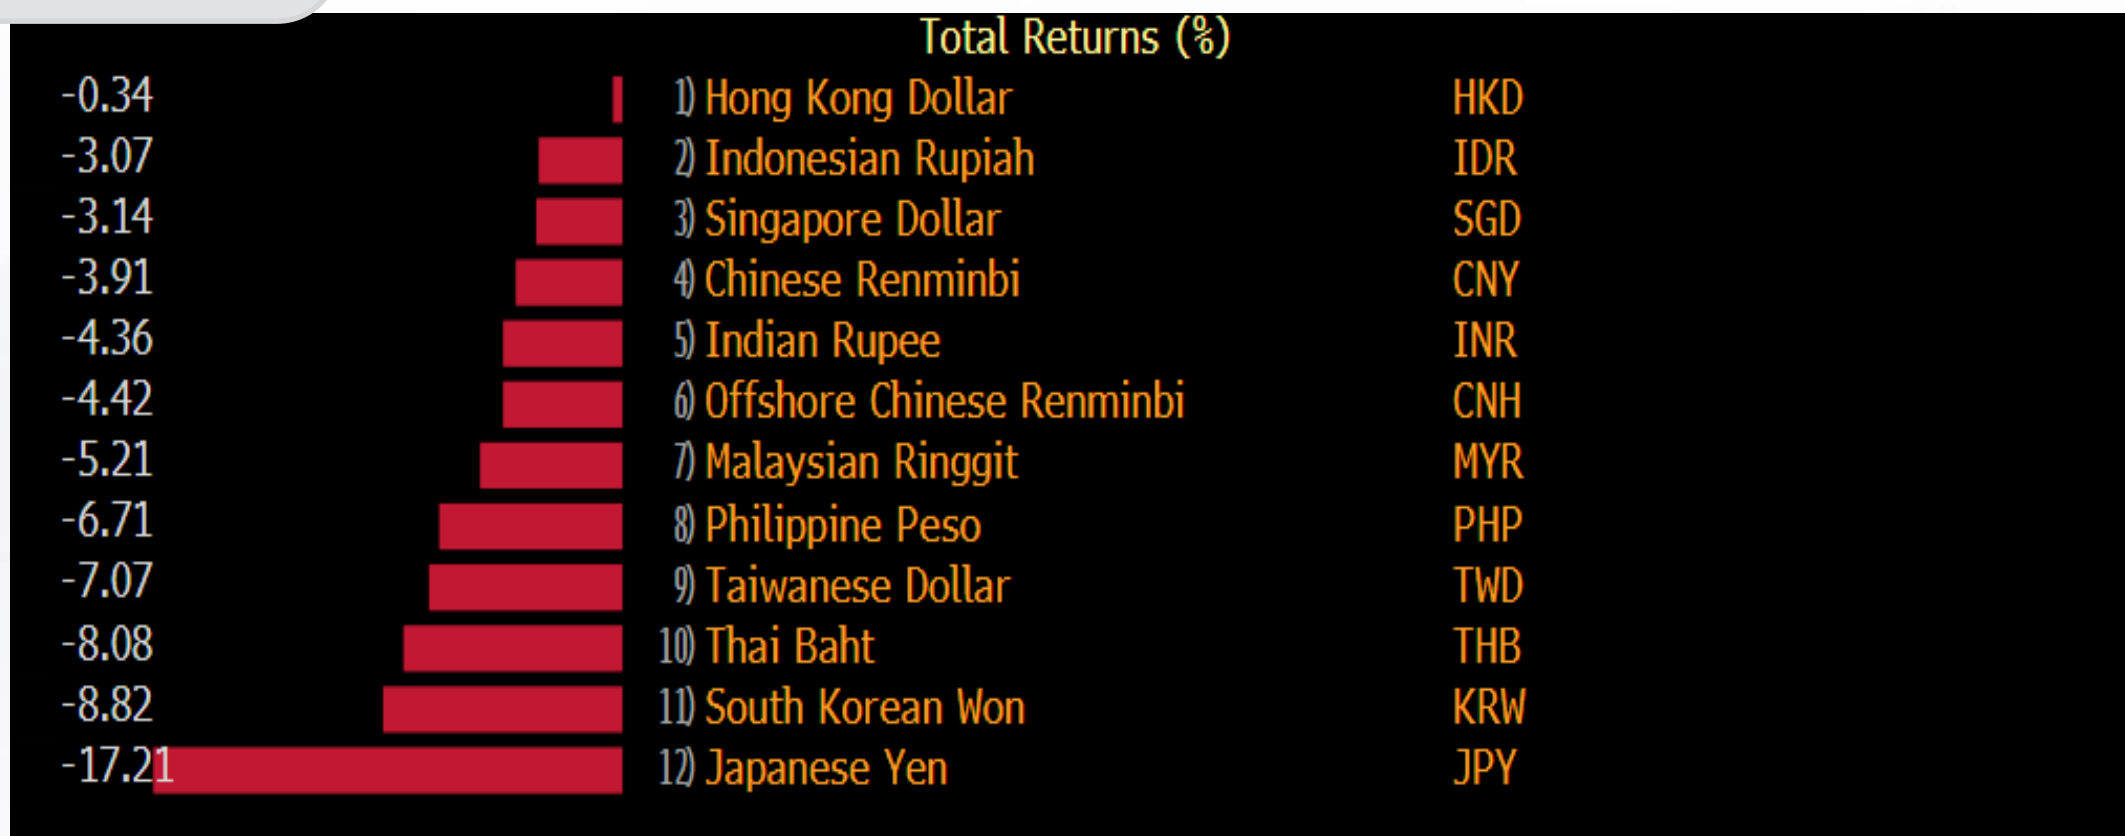 Total Returns (%)
-0.34 1) Hong Kong Dollar HKD
-3.07 2) Indonesian Rupiah IDR
-3.14 3) Singapore Dollar SGD
-3.91 4) Chinese Renminbi CNY
-4.36 5) Indian Rupee INR
-4.42 6) Offshore Chinese Renminbi CNH
-5.21 7) Malaysian Ringgit MYR
-6.71 8) Philippine Peso PHP
-7.07 9) Taiwanese Dollar TWD
-8.08 10) Thai Baht THB
-8.82 11) South Korean Won KRW
-17.21 12) Japanese Yen JPY